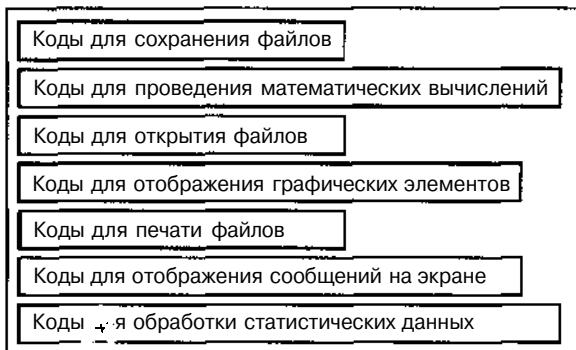 Коды для сохранения файлов
Коды для проведения математических вычислений
Коды для открытия файлов
Коды для отображения графических элементов
Коды для печати файлов
Коды для отображения сообщений на экране
Коды обработки статистических данных